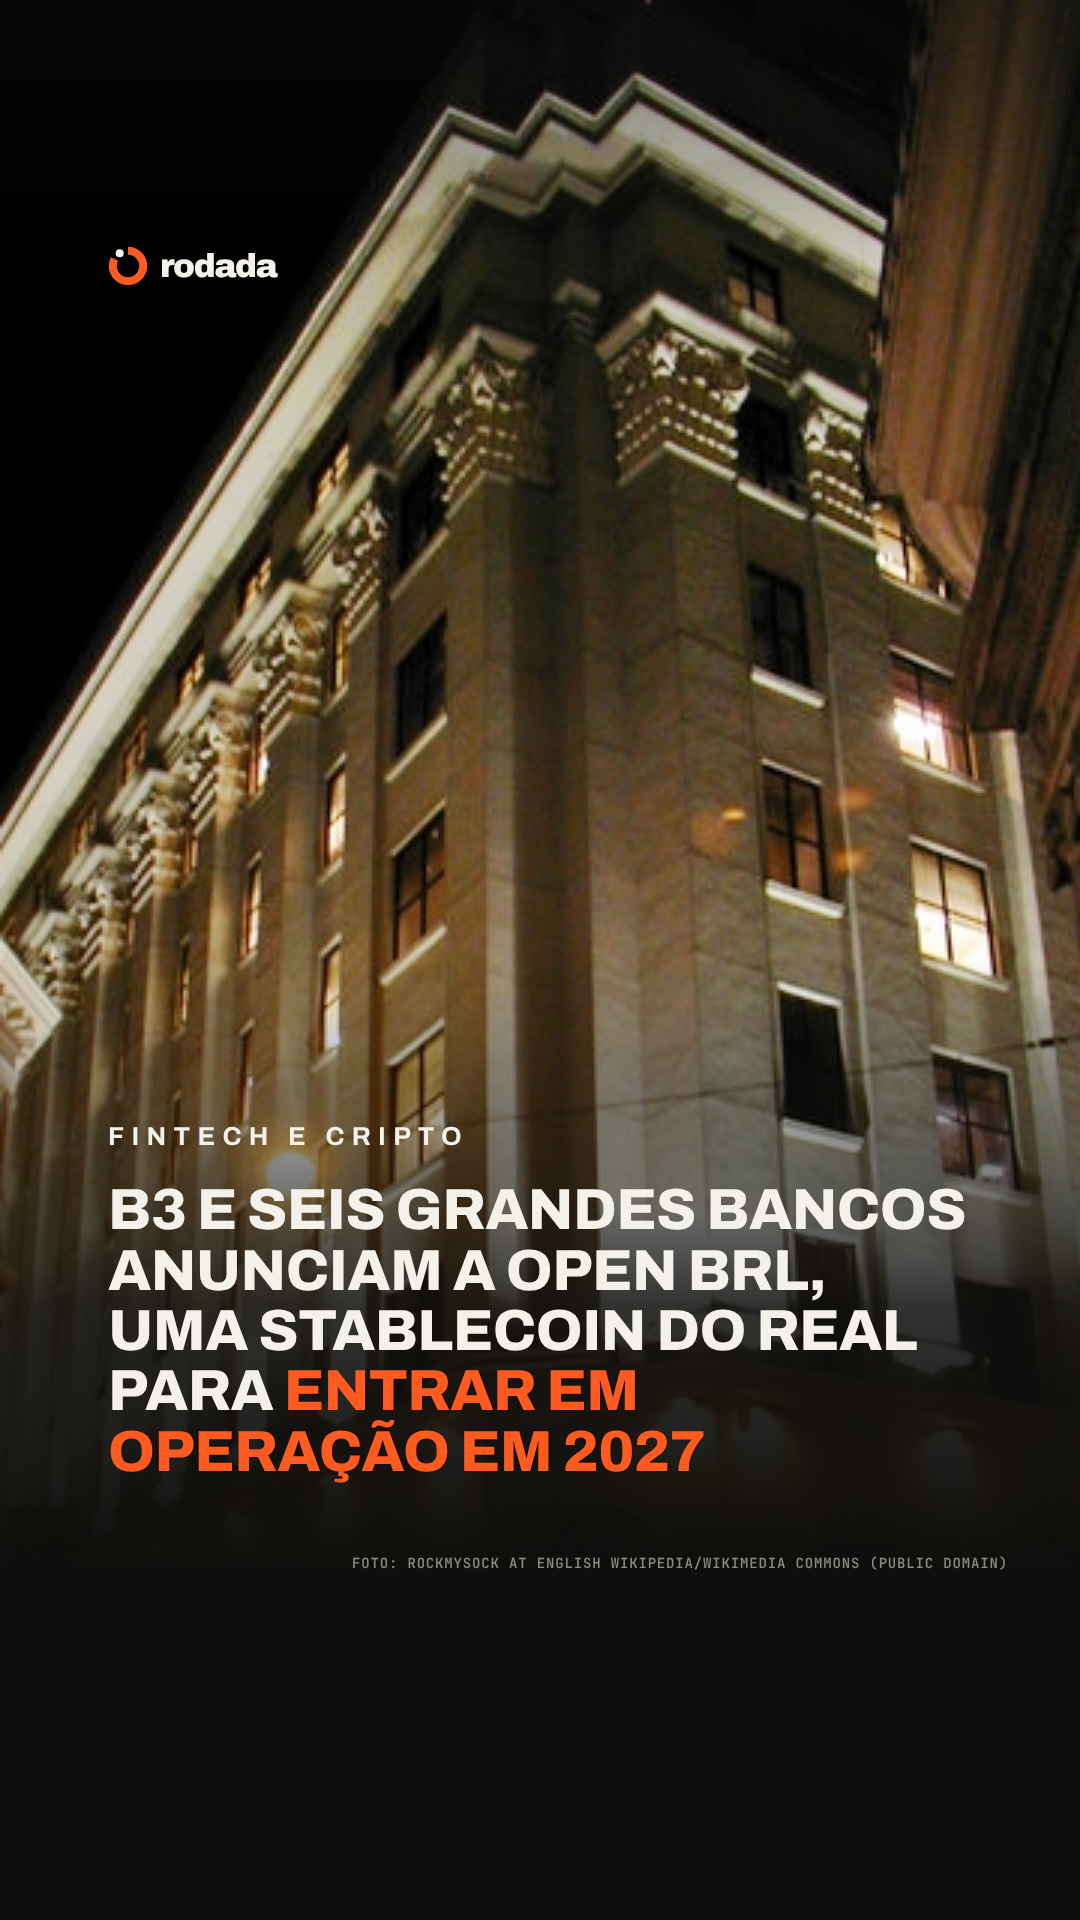 rodada
FINTECH E CRIPTO
B3 E SEIS GRANDES BANCOS
ANUNCIAM A OPEN BRL,
UMA STABLECOIN DO REAL
PARA ENTRAR EM
OPERAÇÃO EM 2027
FOTO: ROCKMYSOCK AT ENGLISH WIKIPEDIA/WIKIMEDIA COMMONS (PUBLIC DOMAIN)